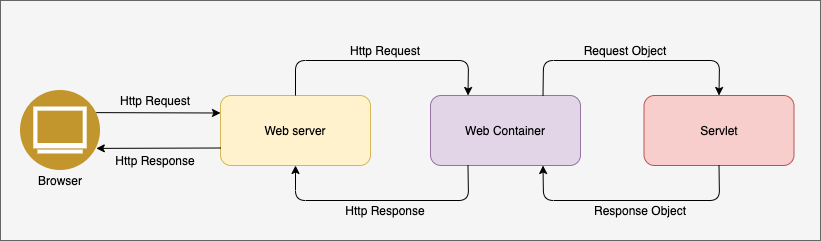 Http Request
Request Object
Http Request
Web server
Web Container
Servlet
Http Response
Browser
Http Response
Response Object